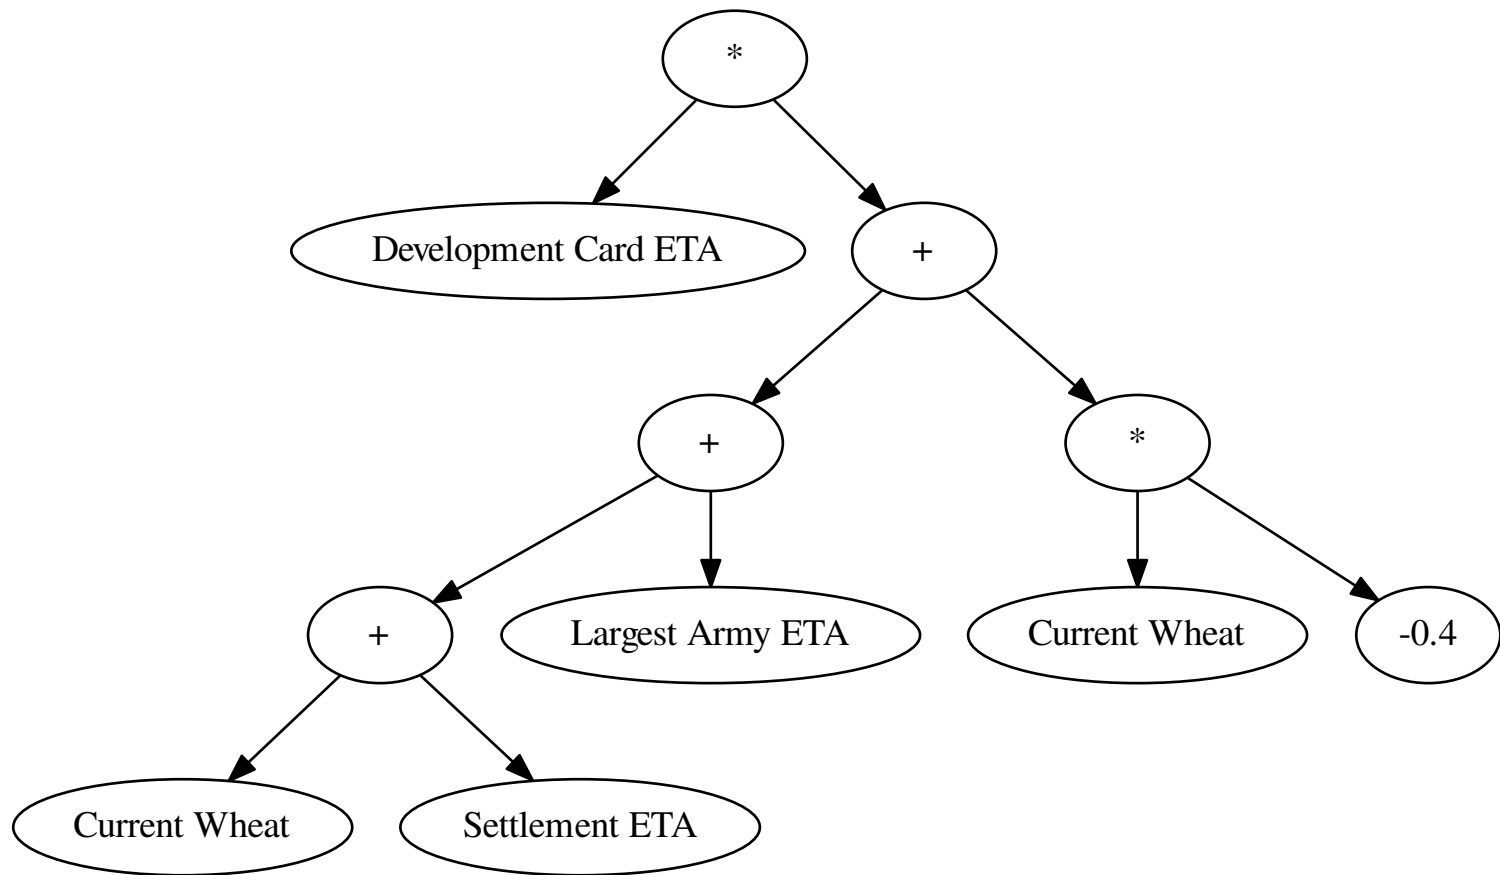 *
Development Card ETA
+
+
*
+
Largest Army ETA
Current Wheat
-0.4
Current Wheat
Settlement ETA